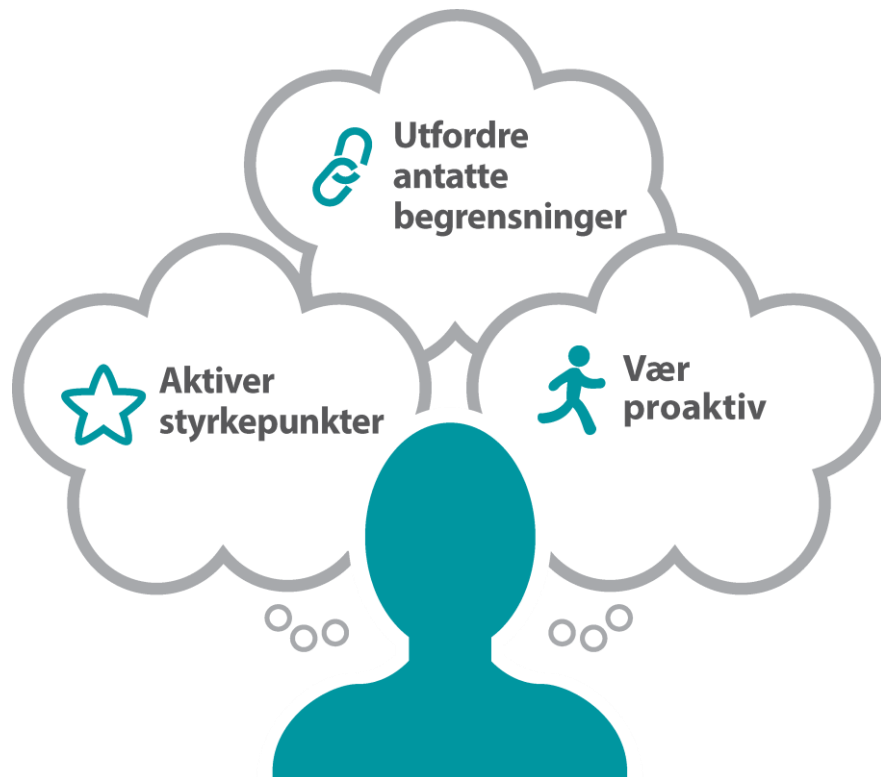 Utfordre
antatte
begrensninger
Aktiver
styrkepunkter
Vær
proaktiv